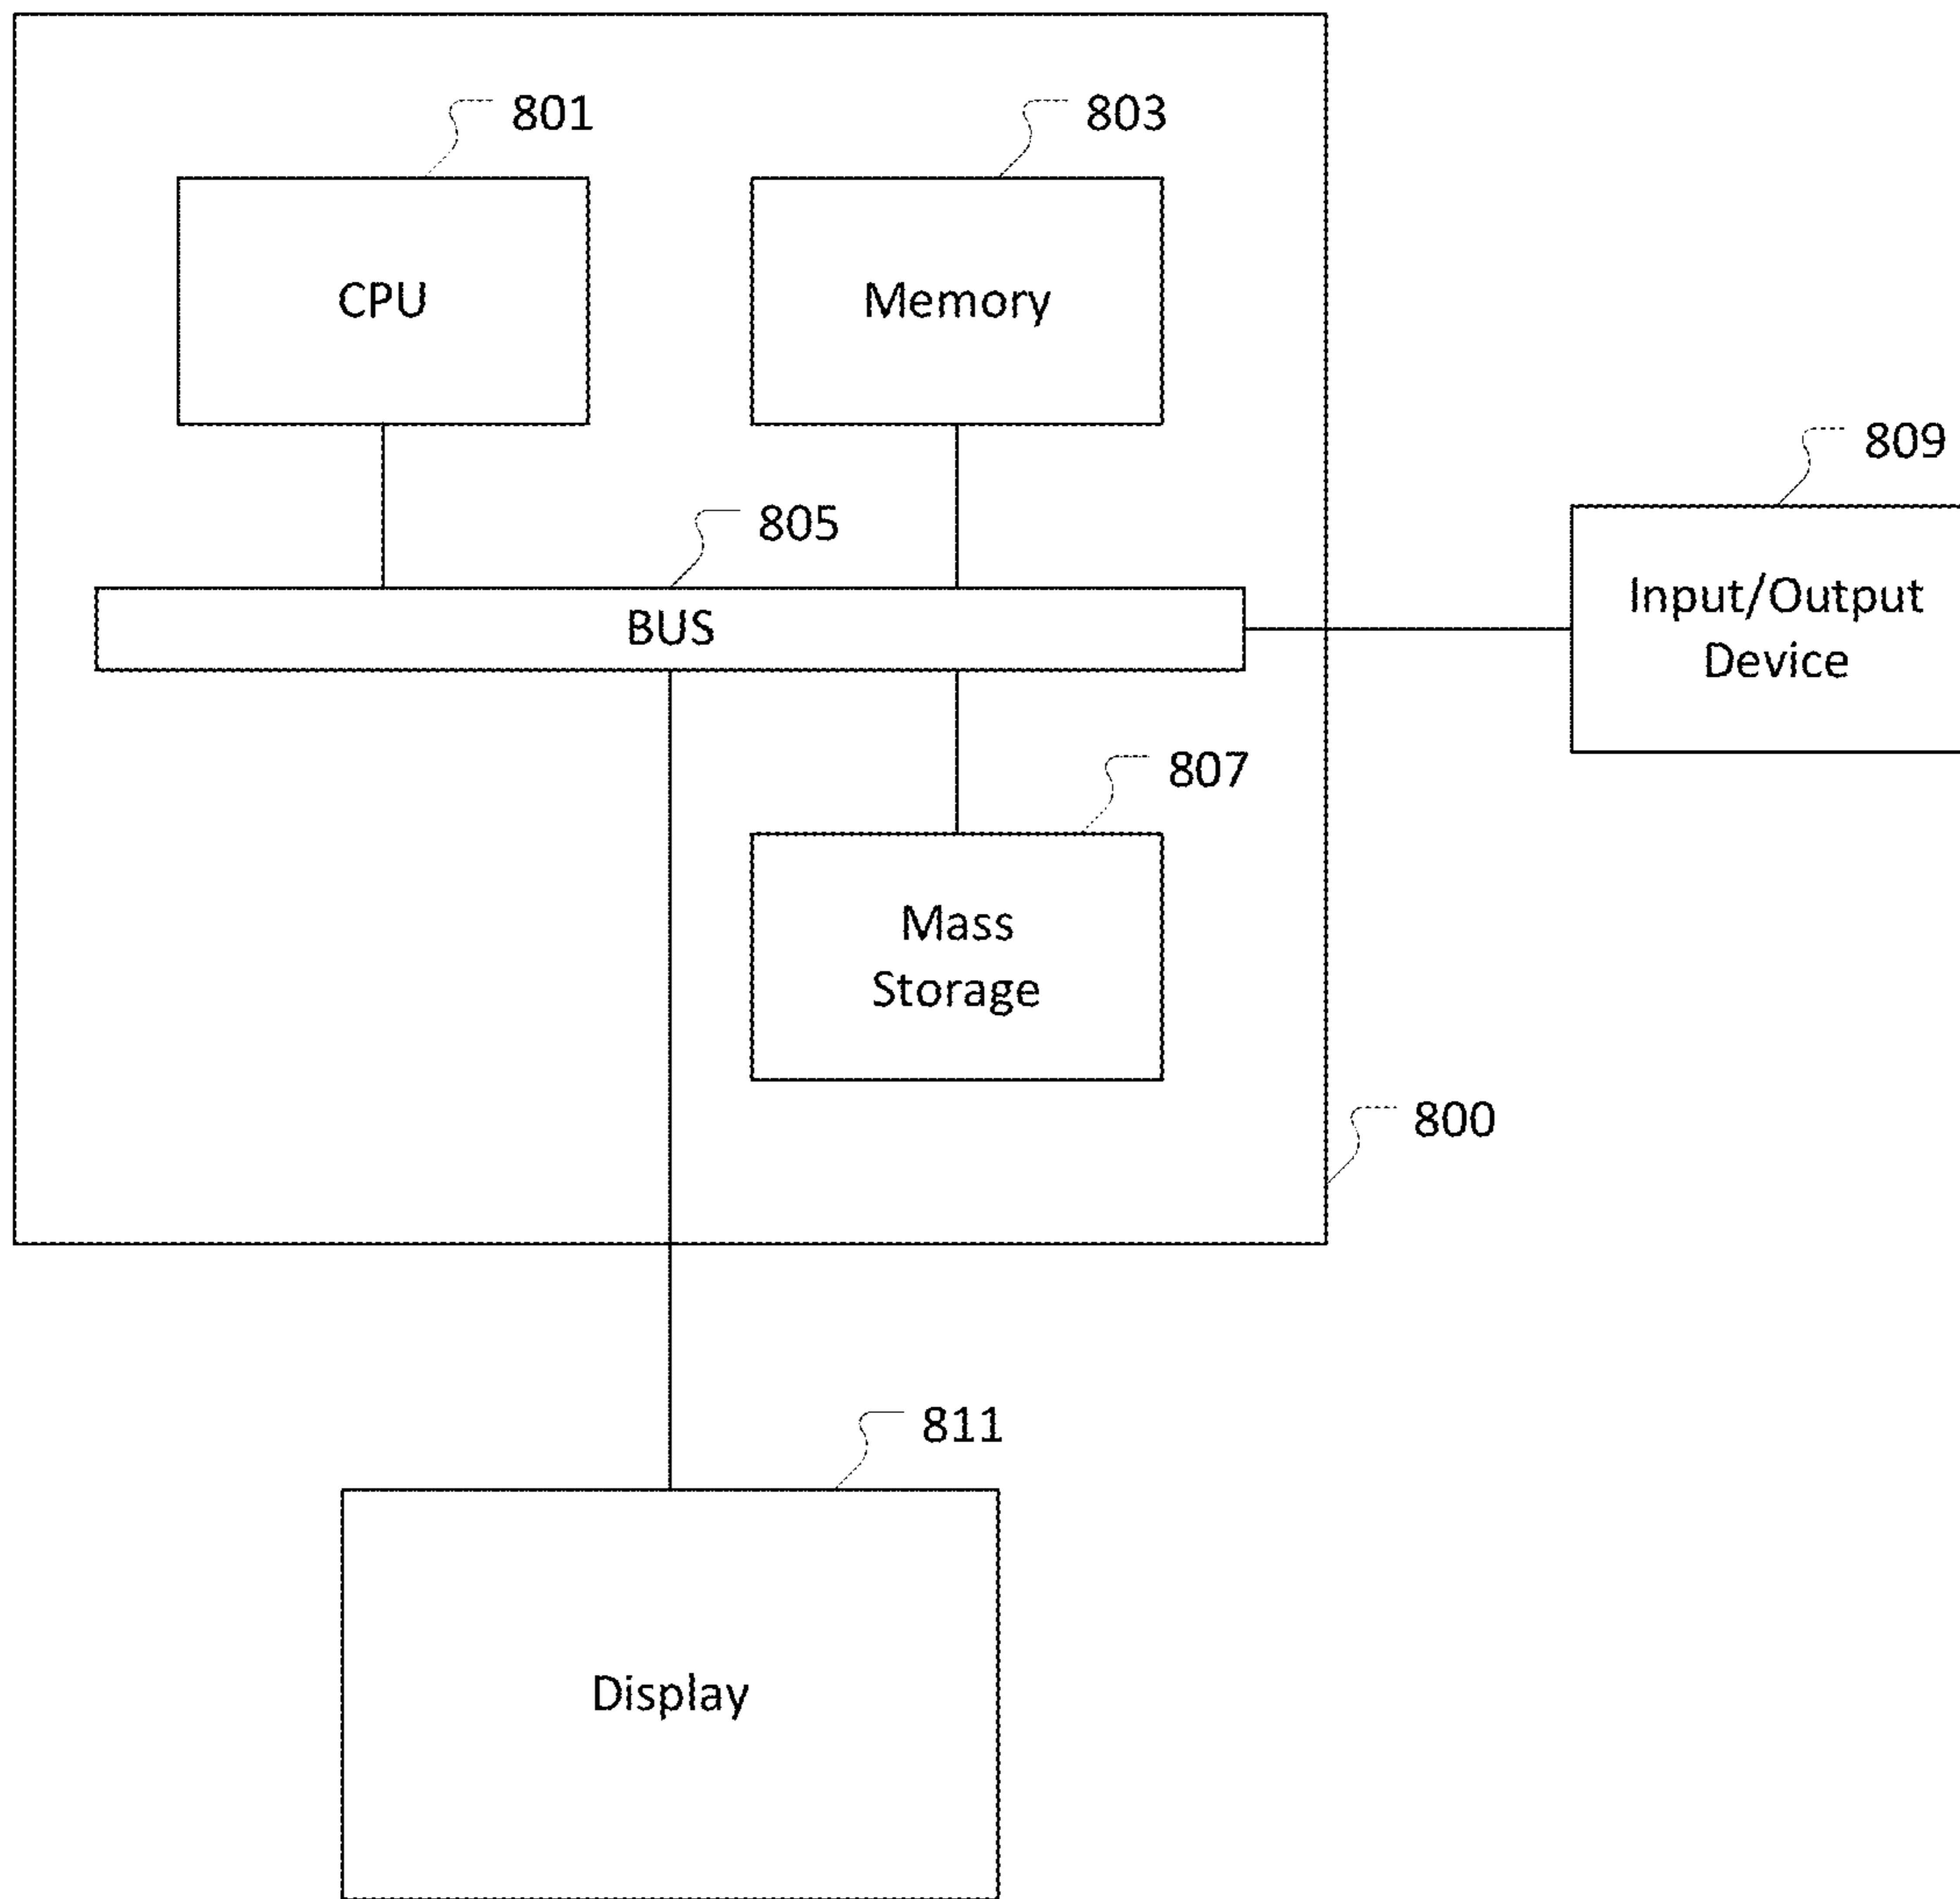 801
803
CPU
Memory
809
805
Input/Output
Device
BUS
807
Mass
Storage
800
811
Display